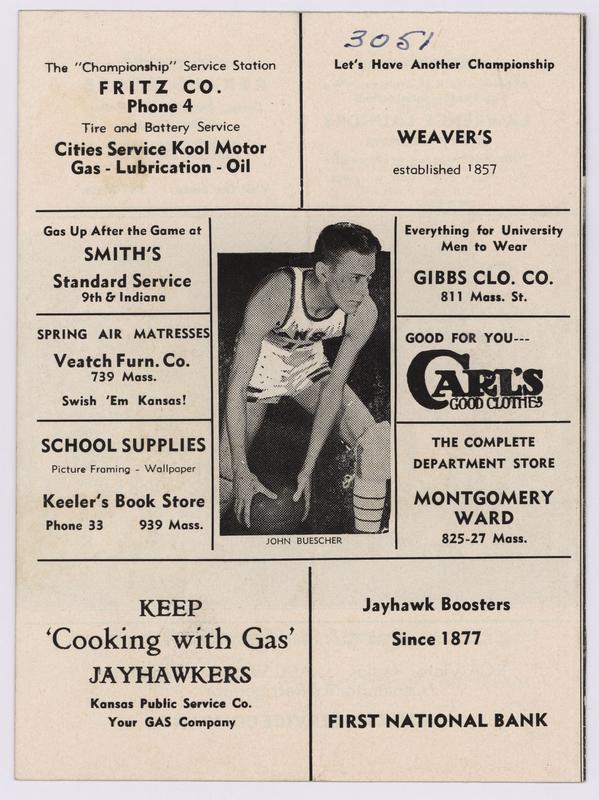 3051
The "Championship" Service Station
FRITZ CO.
Phone 4
Tire and Battery Service
Cities Service Kool Motor
Gas - Lubrication - Oil
Let's Have Another Championship
WEAVER'S
established 1857
Gas Up After the Game at
SMITH'S
Standard Service
9th & Indiana
SPRING AIR MATRESSES
Veatch Furn. Co.
739 Mass.
Swish 'Em Kansas!
SCHOOL SUPPLIES
Picture Framing - Wallpaper
Keeler's Book Store
Phone 33 939 Mass.
ANS
JOHN BUESCHER
Everything for University
Men to Wear
GIBBS CLO. CO.
811 Mass. St.
GOOD FOR YOU---
CARL'S
GOOD CLOTHES
THE COMPLETE
DEPARTMENT STORE
MONTGOMERY
WARD
825-27 Mass.
KEEP
'Cooking with Gas'
JAYHAWKERS
Kansas Public Service Co.
Your GAS Company
Jayhawk Boosters
Since 1877
FIRST NATIONAL BANK